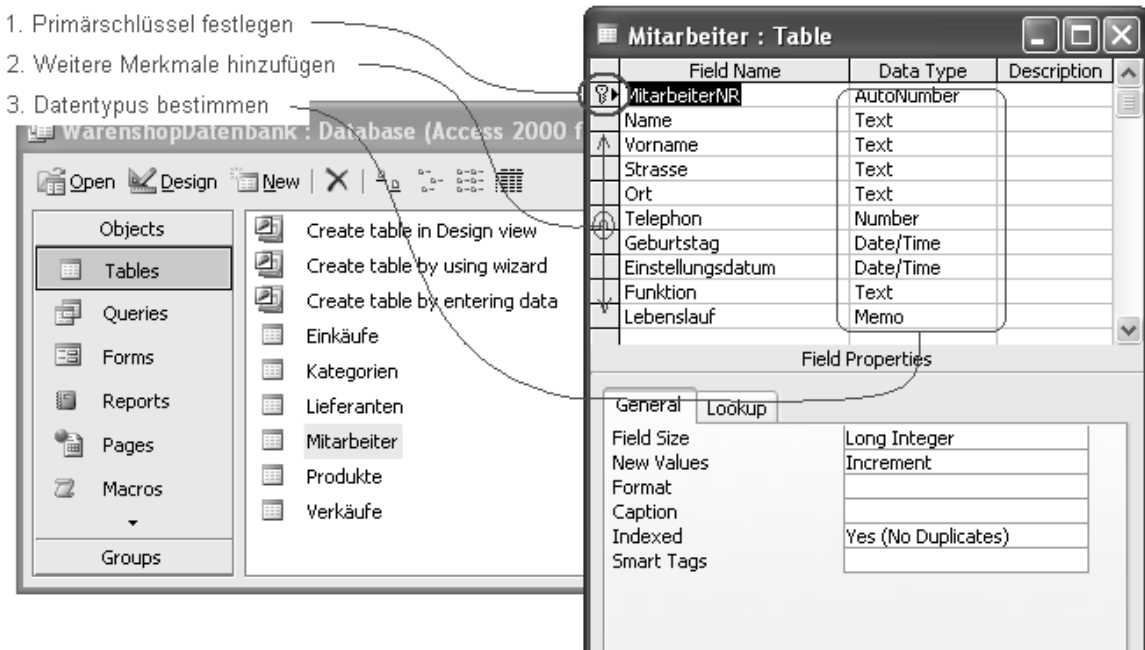 1. Primärschlüssel festlegen
2. Weitere Merkmale hinzufügen
3. Datentypus bestimmen
WarenshopDatenbank : Database (Access 2000 f
Open Design New
Objects
Tables
Queries
Forms
Reports
Pages
Macros
Groups
Create table in Design view
Create table by using wizard
Create table by entering data
Einkäufe
Kategorien
Lieferanten
Mitarbeiter
Produkte
Verkäufe
Mitarbeiter : Table
Field Name Data Type Description
MitarbeiterNR AutoNumber
Name Text
Vorname Text
Strasse Text
Ort Text
Telephon Number
Geburtstag Date/Time
Einstellungsdatum Date/Time
Funktion Text
Lebenslauf Memo
Field Properties
General Lookup
Field Size Long Integer
New Values Increment
Format
Caption
Indexed Yes (No Duplicates)
Smart Tags